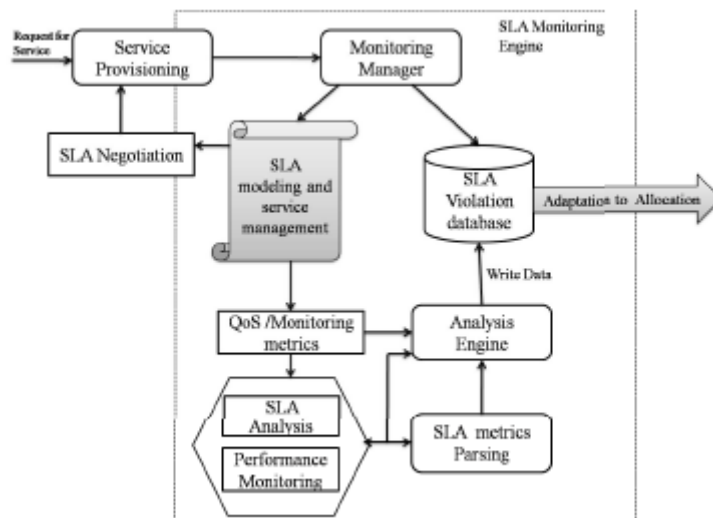 SLA Monitoring
Engine
Request for
Service
Service
Provisioning
Monitoring
Manager
SLA Negotiation
SLA
modeling and
service
management
SLA
Violation
database
Adaptation to Allocation
Write Data
QoS /Monitoring
metrics
Analysis
Engine
SLA
Analysis
Performance
Monitoring
SLA metrics
Parsing